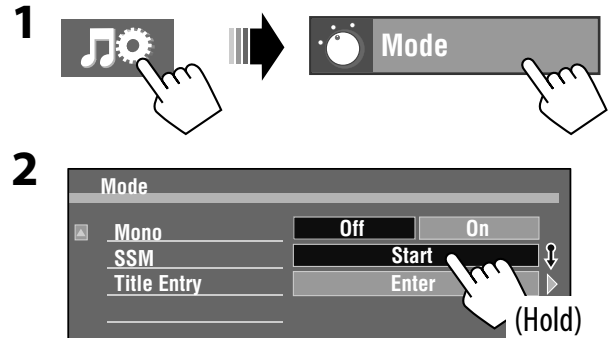 1
Mode
2
Mode
Mono Off On
SSM Start
Title Entry Enter
(Hold)